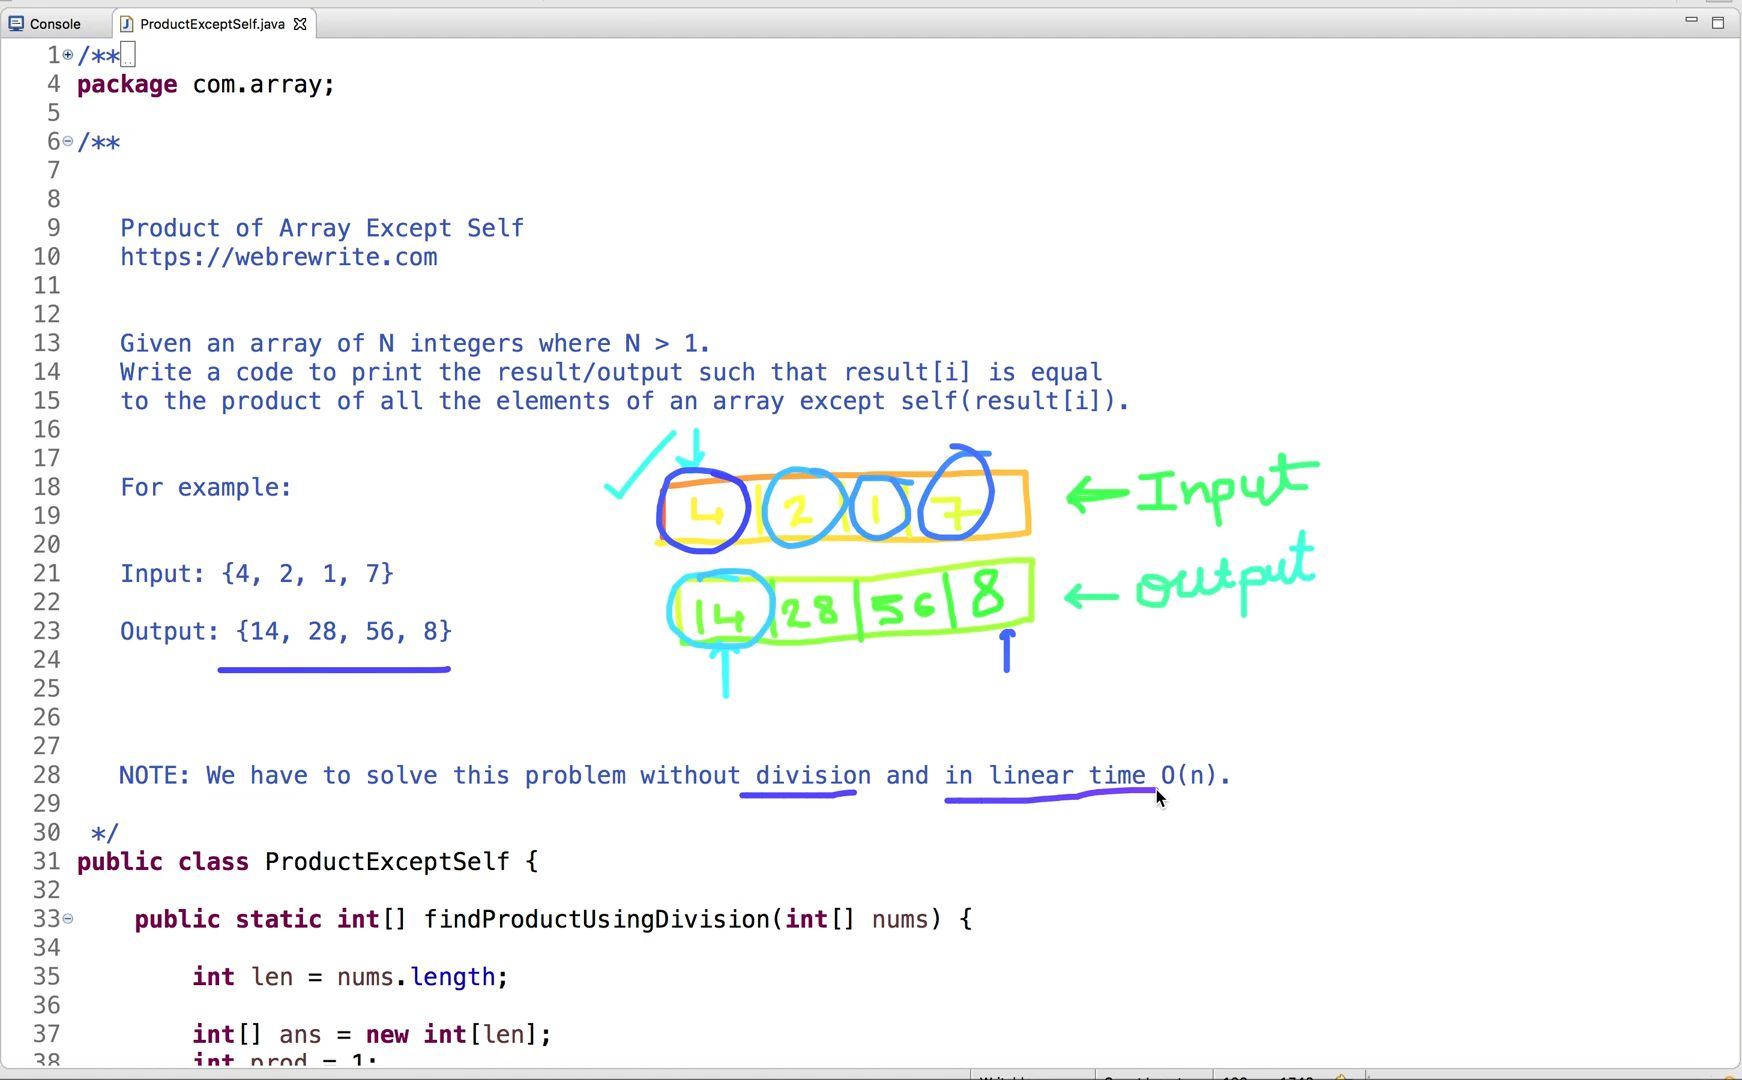 Console ProductExceptSelf.java
1 /**
4 package com.array;
5
6 /**
7
8
9 Product of Array Except Self
10 https://webrewrite.com
11
12
13 Given an array of N integers where N > 1.
14 Write a code to print the result/output such that result[i] is equal
15 to the product of all the elements of an array except self(result[i]).
16
17
18 For example:
4 2 1 7 ← Input
19
20
21 Input: {4, 2, 1, 7}
14 28 56 8 ← output
22
23 Output: {14, 28, 56, 8}
24
25
26
27
28 NOTE: We have to solve this problem without division and in linear time O(n).
29
30 */
31 public class ProductExceptSelf {
32
33 public static int[] findProductUsingDivision(int[] nums) {
34
35 int len = nums.length;
36
37 int[] ans = new int[len];
38 int prod = 1;